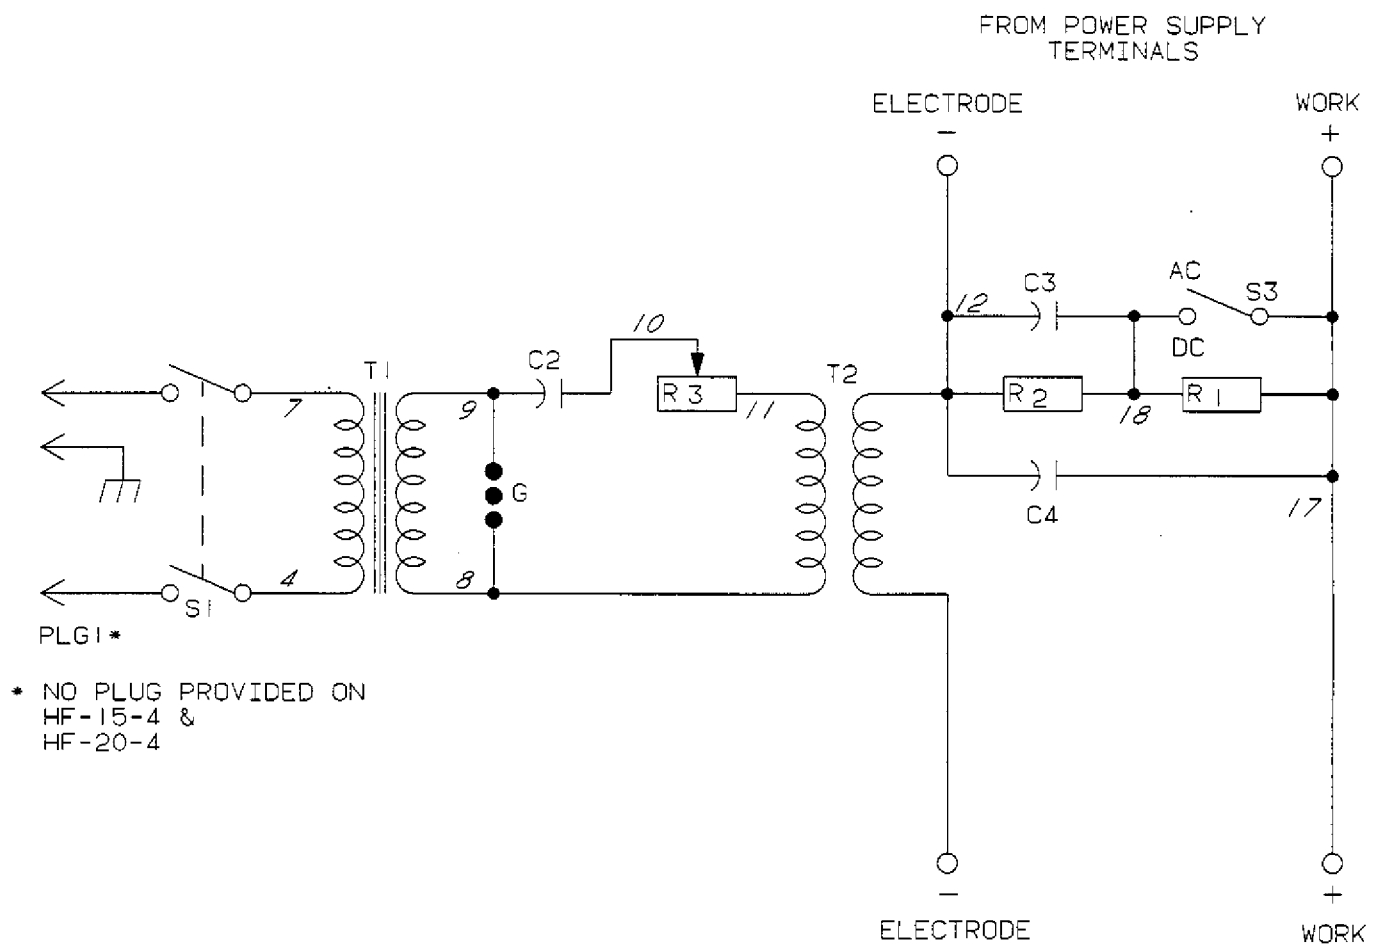 FROM POWER SUPPLY
TERMINALS
ELECTRODE
WORK
-
+
AC
C3
S3
12
10
DC
T1
C2
T2
R3
R2
R1
7
9
11
18
G
17
C4
4
8
S1
PLG1*
* NO PLUG PROVIDED ON
HF-15-4 &
HF-20-4
-
+
ELECTRODE
WORK